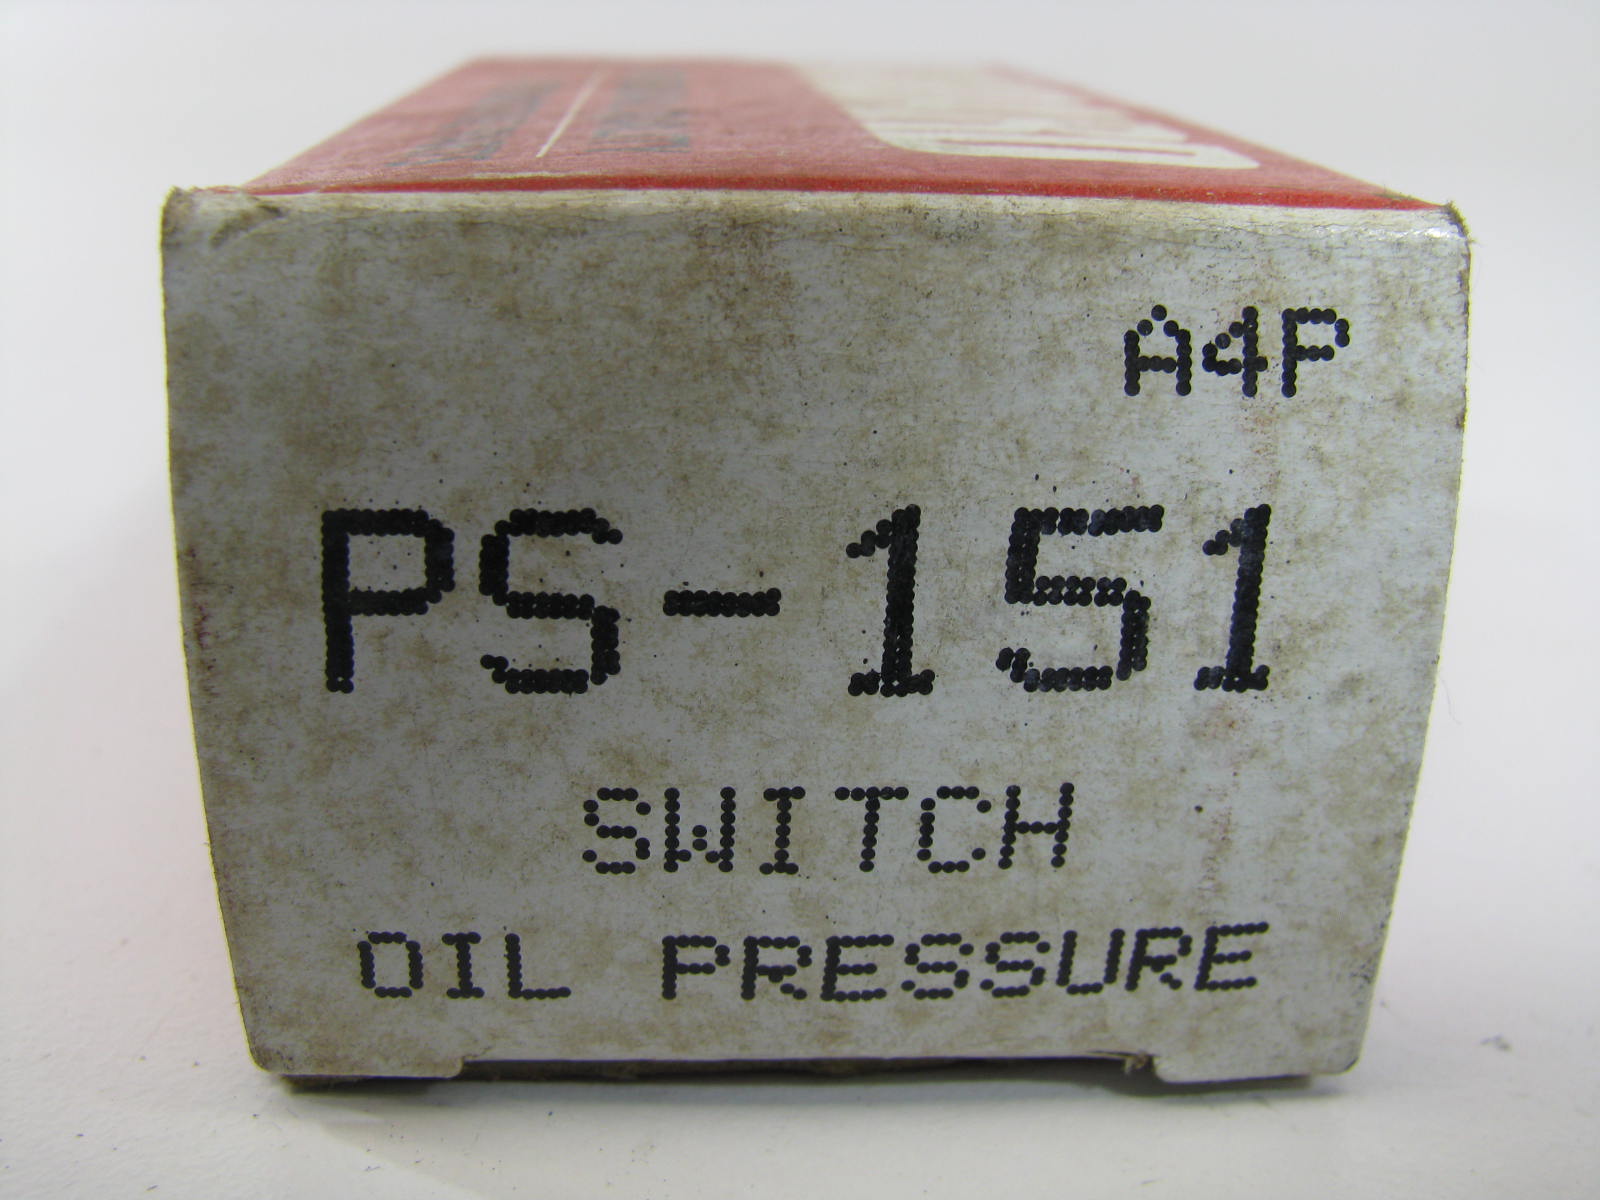 A4P
PS-151
SWITCH
OIL PRESSURE